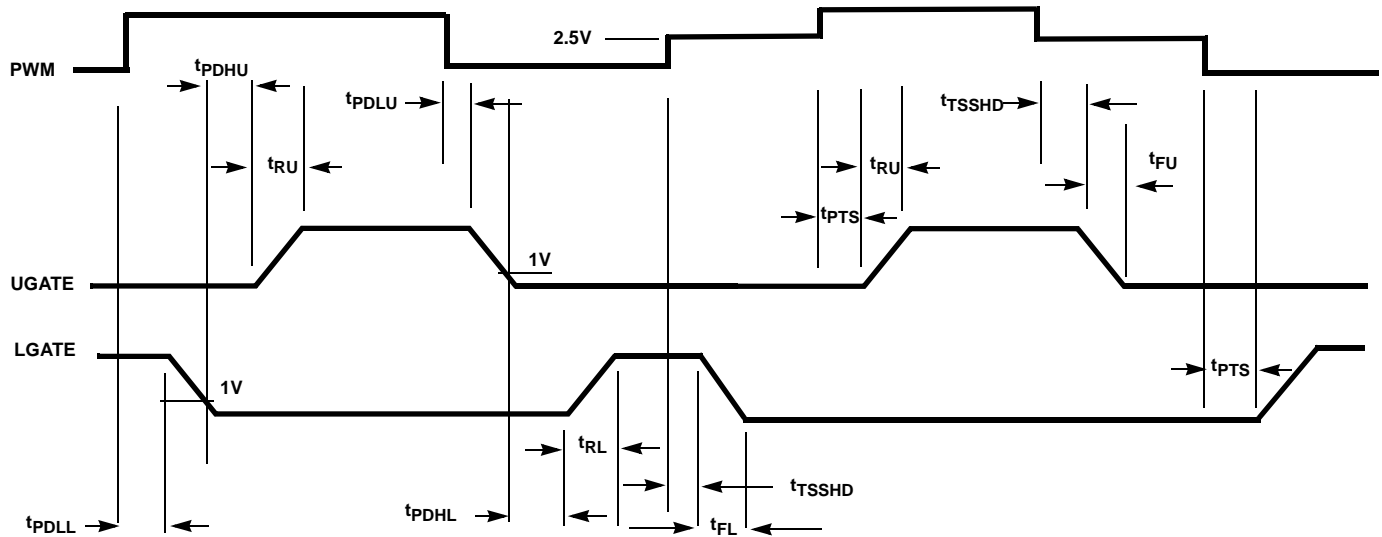 2.5V
PWM
tPDHU
tPDLU
tTSSHD
tRU
tRU
tFU
tPTS
1V
UGATE
LGATE
tPTS
1V
tRL
tTSSHD
tPDLL
tPDHL
tFL